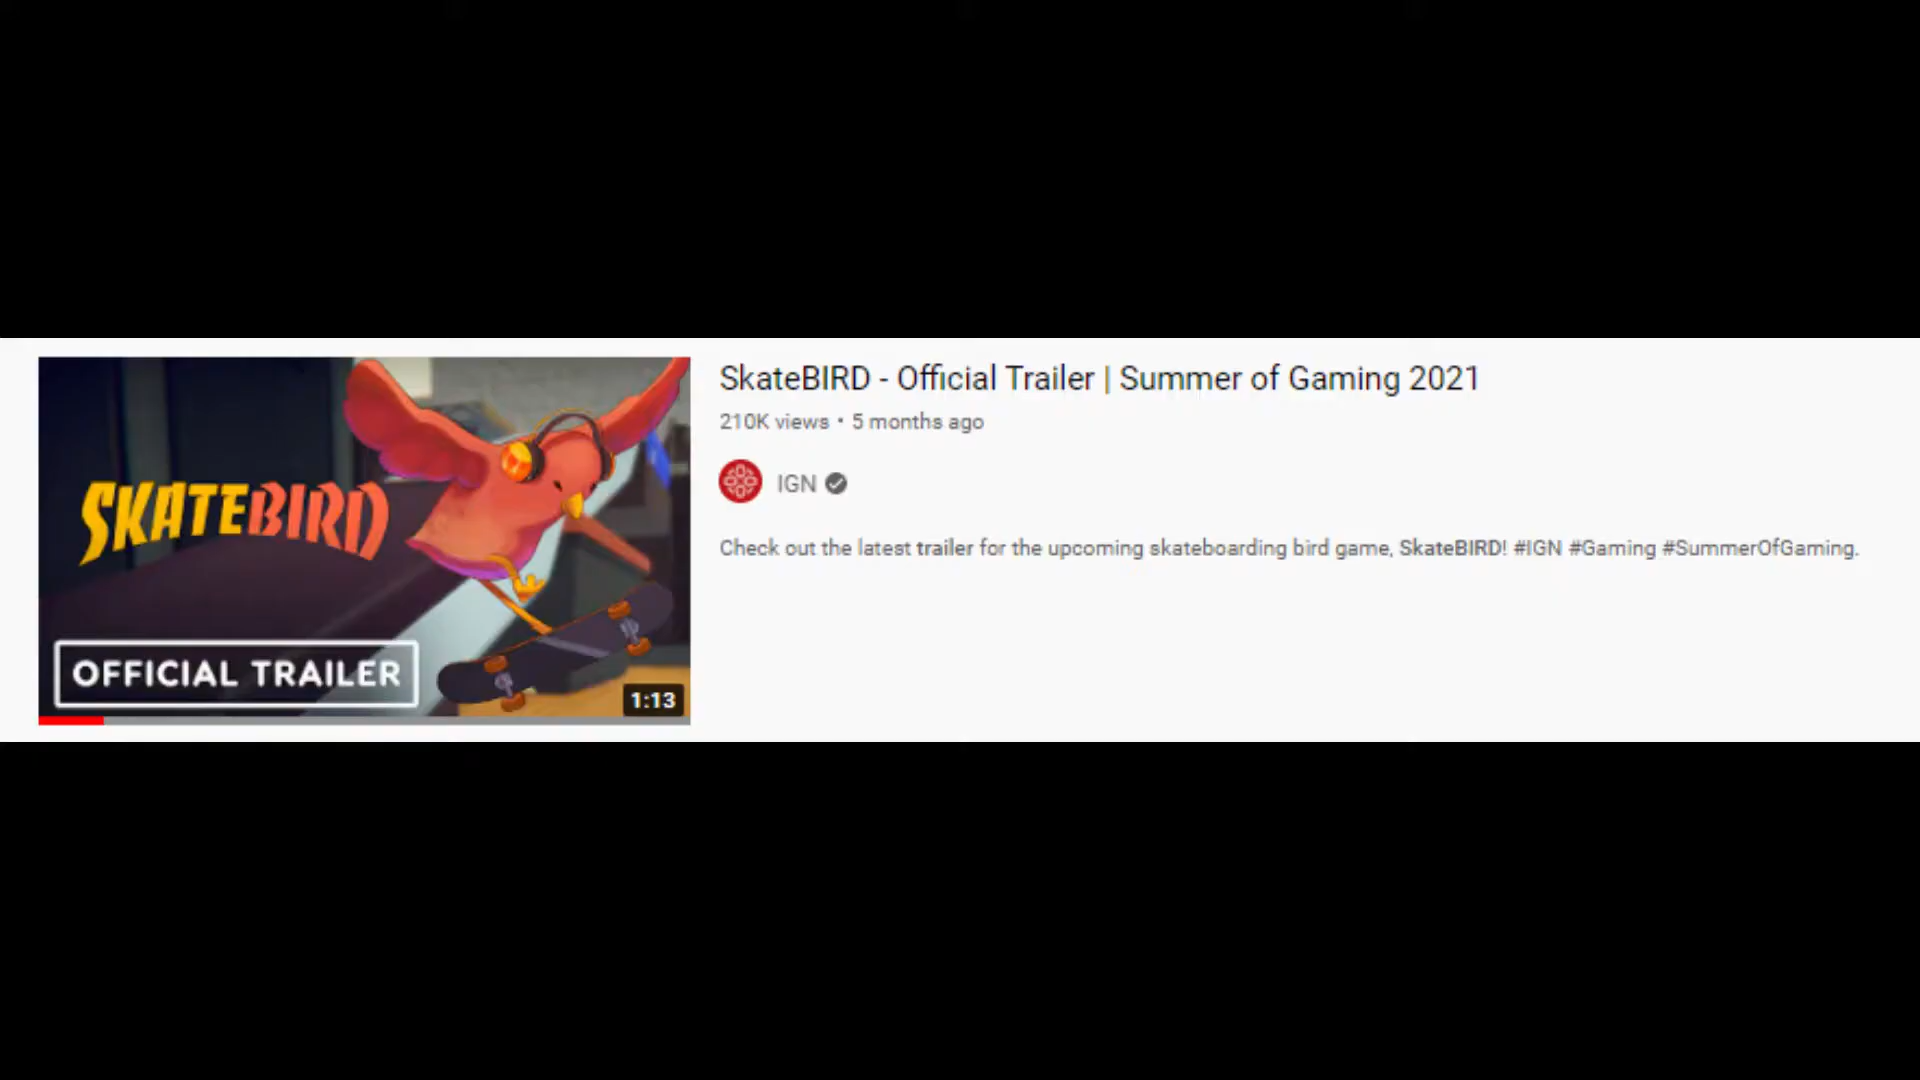 SkateBIRD - Official Trailer | Summer of Gaming 2021
210K views • 5 months ago
IGN
Check out the latest trailer for the upcoming skateboarding bird game, SkateBIRD! #IGN #Gaming #SummerOfGaming.
SKATEBIRD
OFFICIAL TRAILER
1:13